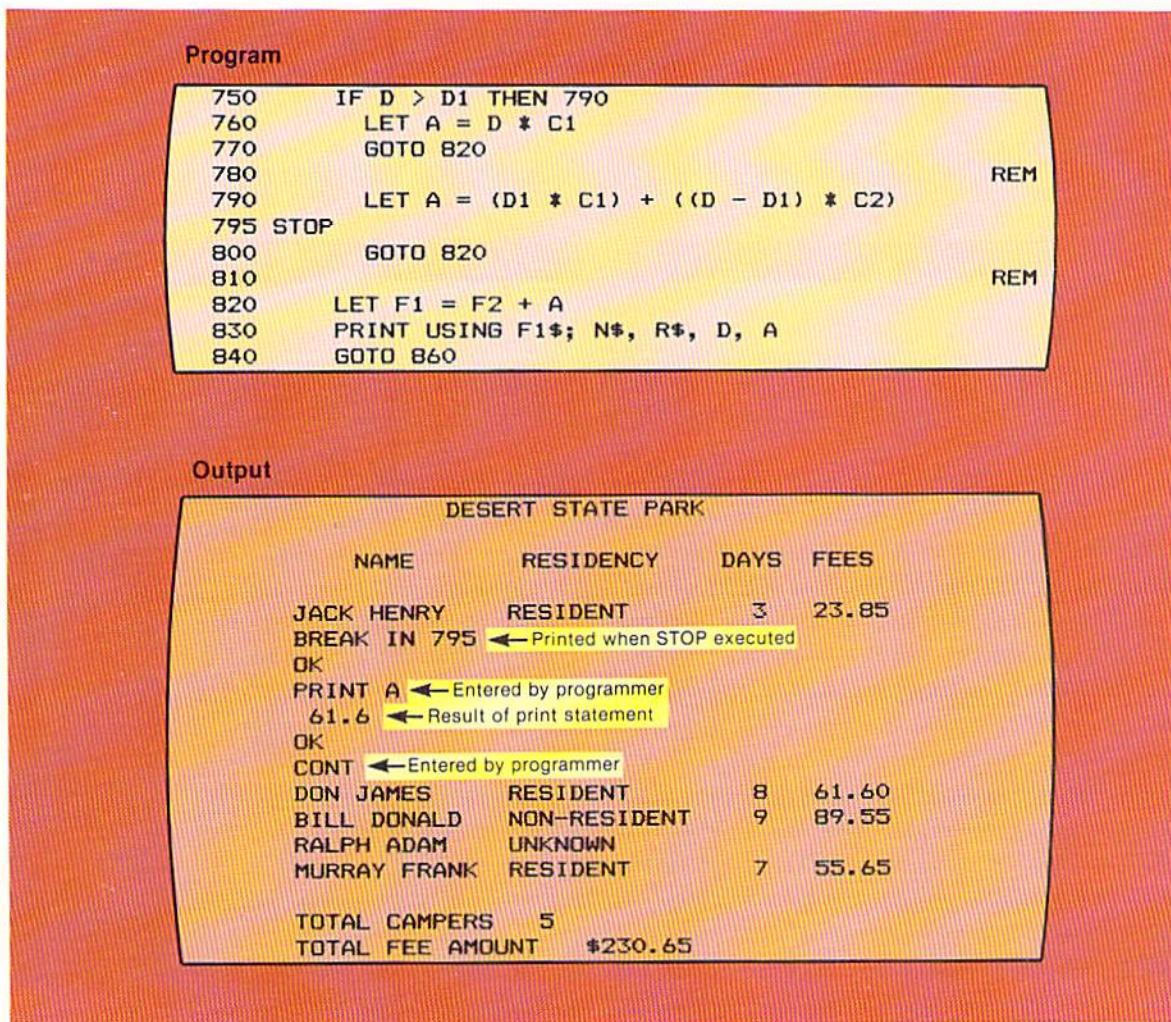 Program
750 IF D > D1 THEN 790
760 LET A = D * C1
770 GOTO 820
780 REM
790 LET A = (D1 * C1) + ((D - D1) * C2)
795 STOP
800 GOTO 820
810 REM
820 LET F1 = F2 + A
830 PRINT USING F1$; N$, R$, D, A
840 GOTO 860
Output
DESERT STATE PARK
NAME RESIDENCY DAYS FEES
JACK HENRY RESIDENT 3 23.85
BREAK IN 795 Printed when STOP executed
OK
PRINT A Entered by programmer
61.6 Result of print statement
OK
CONT Entered by programmer
DON JAMES RESIDENT 8 61.60
BILL DONALD NON-RESIDENT 9 89.55
RALPH ADAM UNKNOWN
MURRAY FRANK RESIDENT 7 55.65
TOTAL CAMPERS 5
TOTAL FEE AMOUNT $230.65